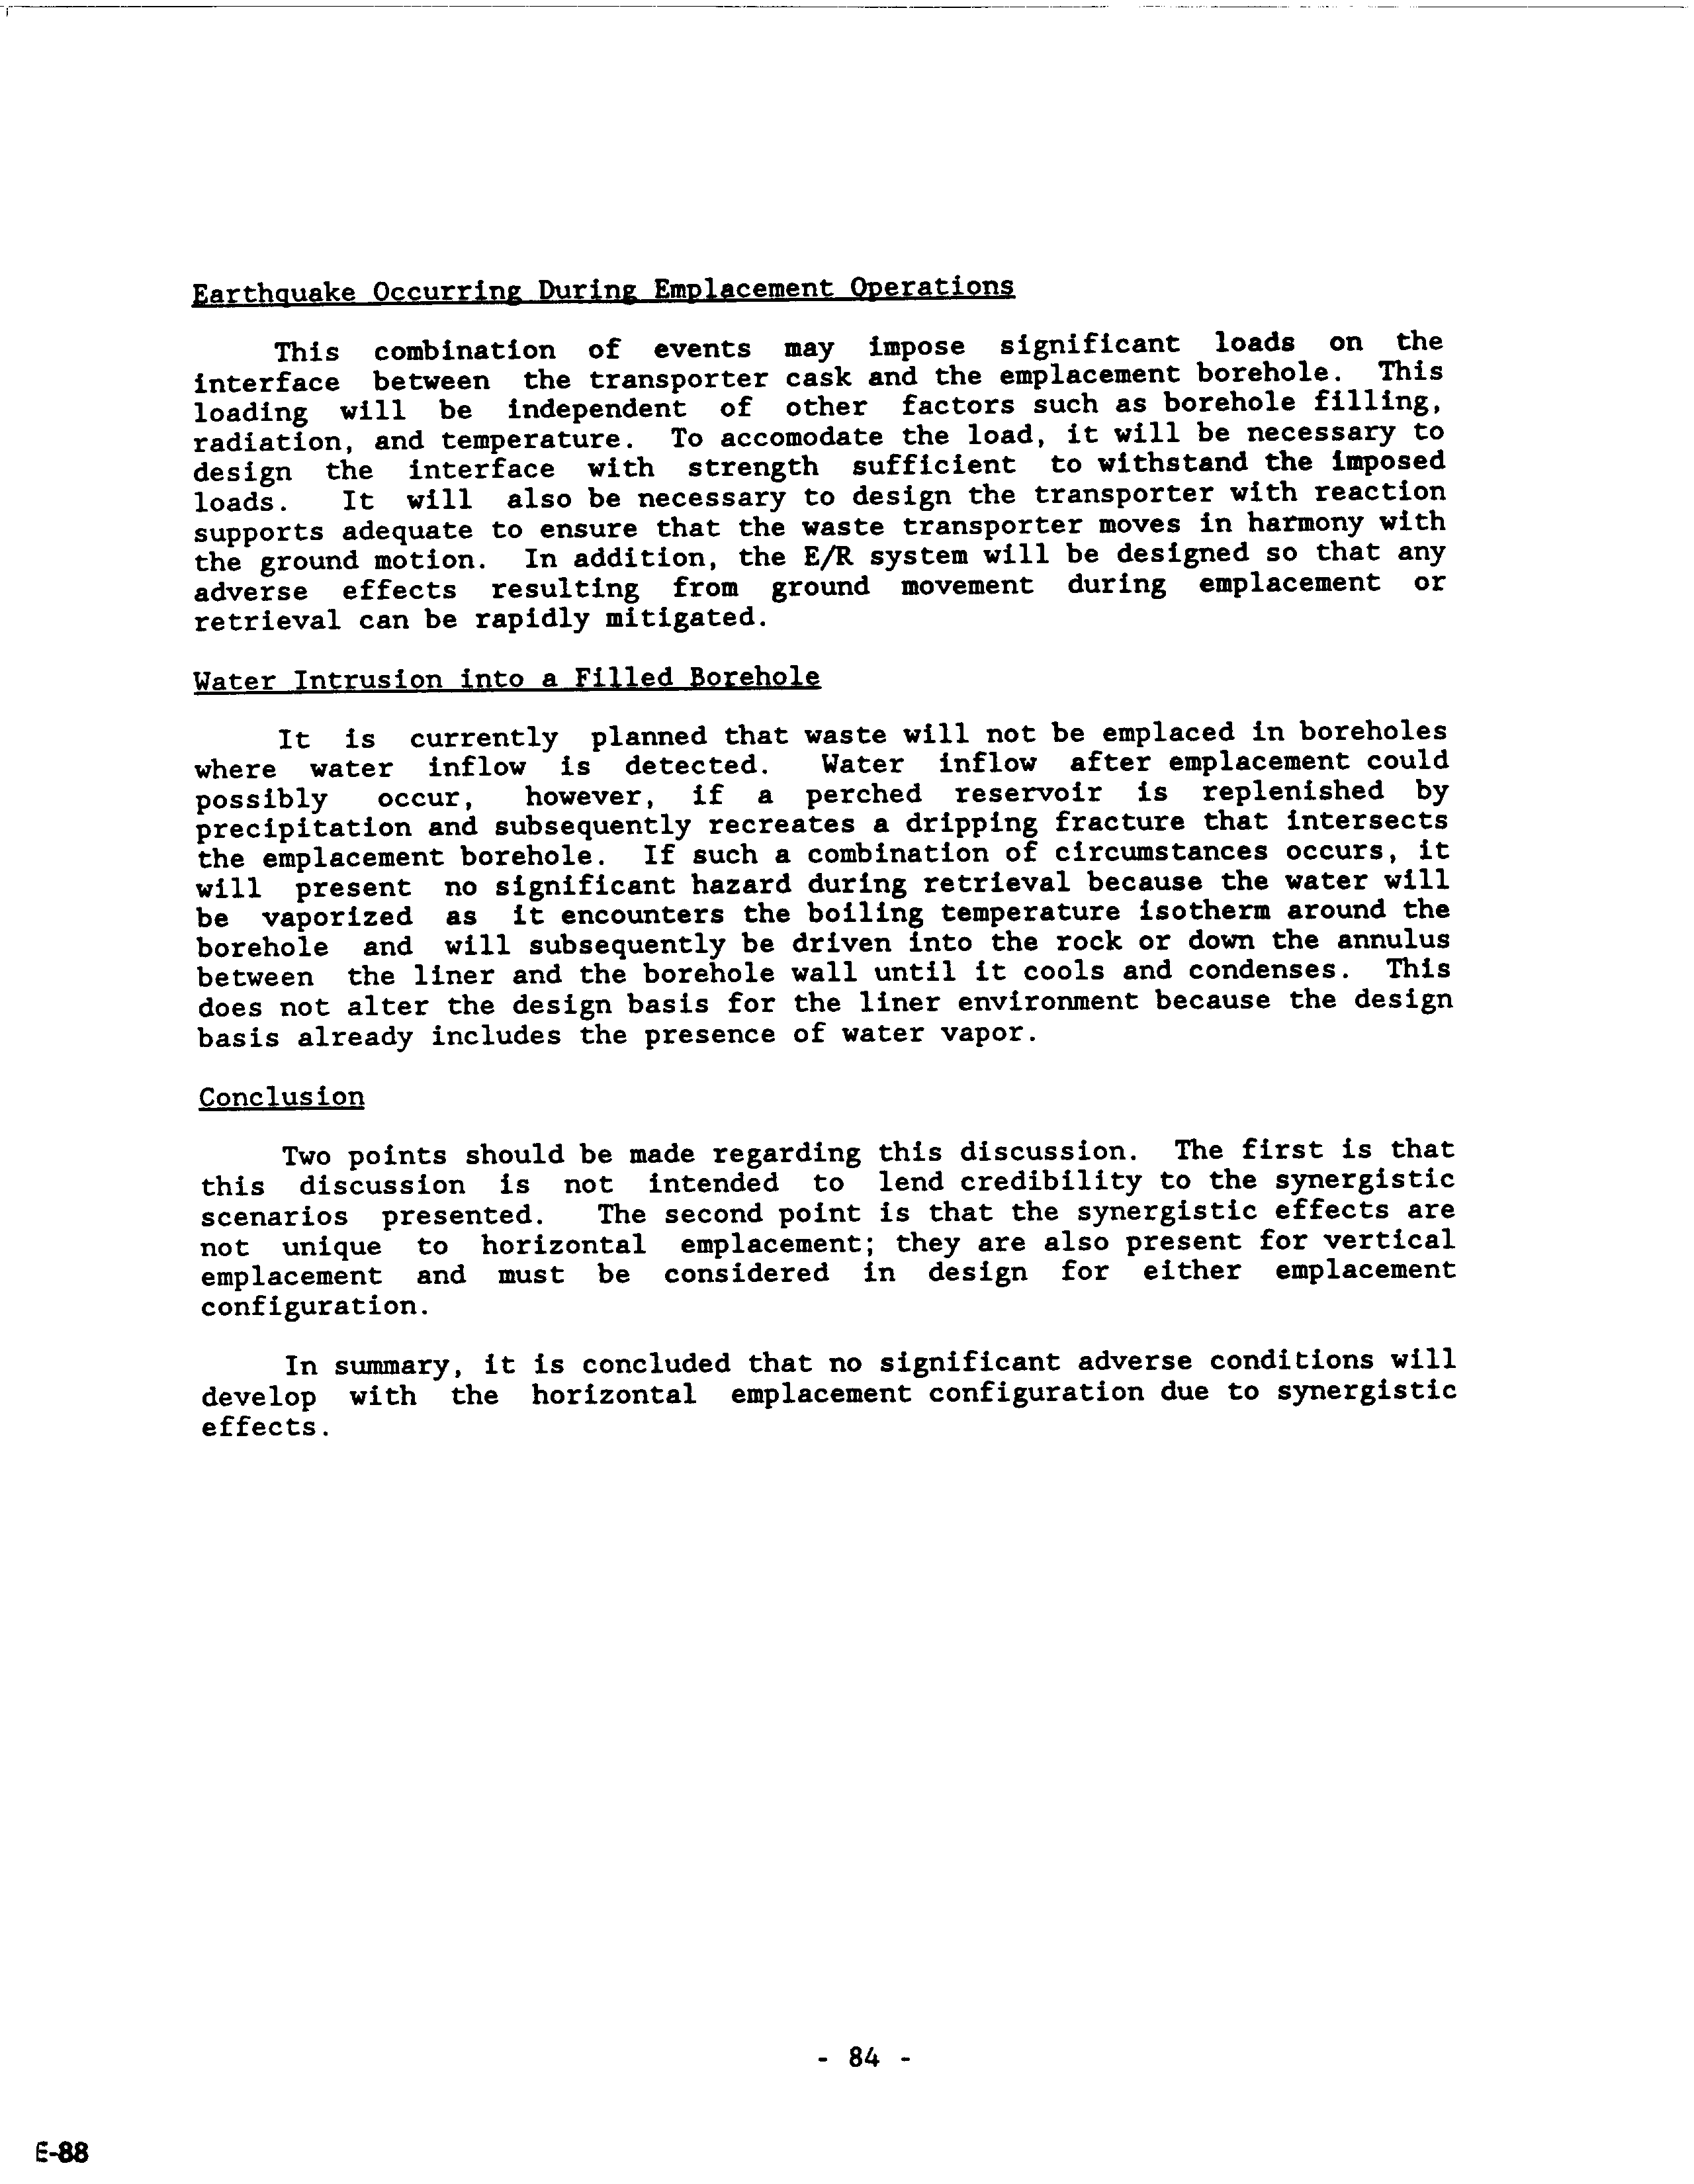 Earthquake Occurring During Emplacement Operations
This combination of events may impose significant loads on the
interface between the transporter cask and the emplacement borehole. This
loading will be independent of other factors such as borehole filling,
radiation, and temperature. To accomodate the load, it will be necessary to
design the interface with strength sufficient to withstand the imposed
loads. It will also be necessary to design the transporter with reaction
supports adequate to ensure that the waste transporter moves in harmony with
the ground motion. In addition, the E/R system will be designed so that any
adverse effects resulting from ground movement during emplacement or
retrieval can be rapidly mitigated.
Water Intrusion into a Filled Borehole
It is currently planned that waste will not be emplaced in boreholes
where water inflow is detected. Water inflow after emplacement could
possibly occur, however, if a perched reservoir is replenished by
precipitation and subsequently recreates a dripping fracture that intersects
the emplacement borehole. If such a combination of circumstances occurs, it
will present no significant hazard during retrieval because the water will
be vaporized as it encounters the boiling temperature isotherm around the
borehole and will subsequently be driven into the rock or down the annulus
between the liner and the borehole wall until it cools and condenses. This
does not alter the design basis for the liner environment because the design
basis already includes the presence of water vapor.
Conclusion
Two points should be made regarding this discussion. The first is that
this discussion is not intended to lend credibility to the synergistic
scenarios presented. The second point is that the synergistic effects are
not unique to horizontal emplacement; they are also present for vertical
emplacement and must be considered in design for either emplacement
configuration.
In summary, it is concluded that no significant adverse conditions will
develop with the horizontal emplacement configuration due to synergistic
effects.
- 84 -
E-88